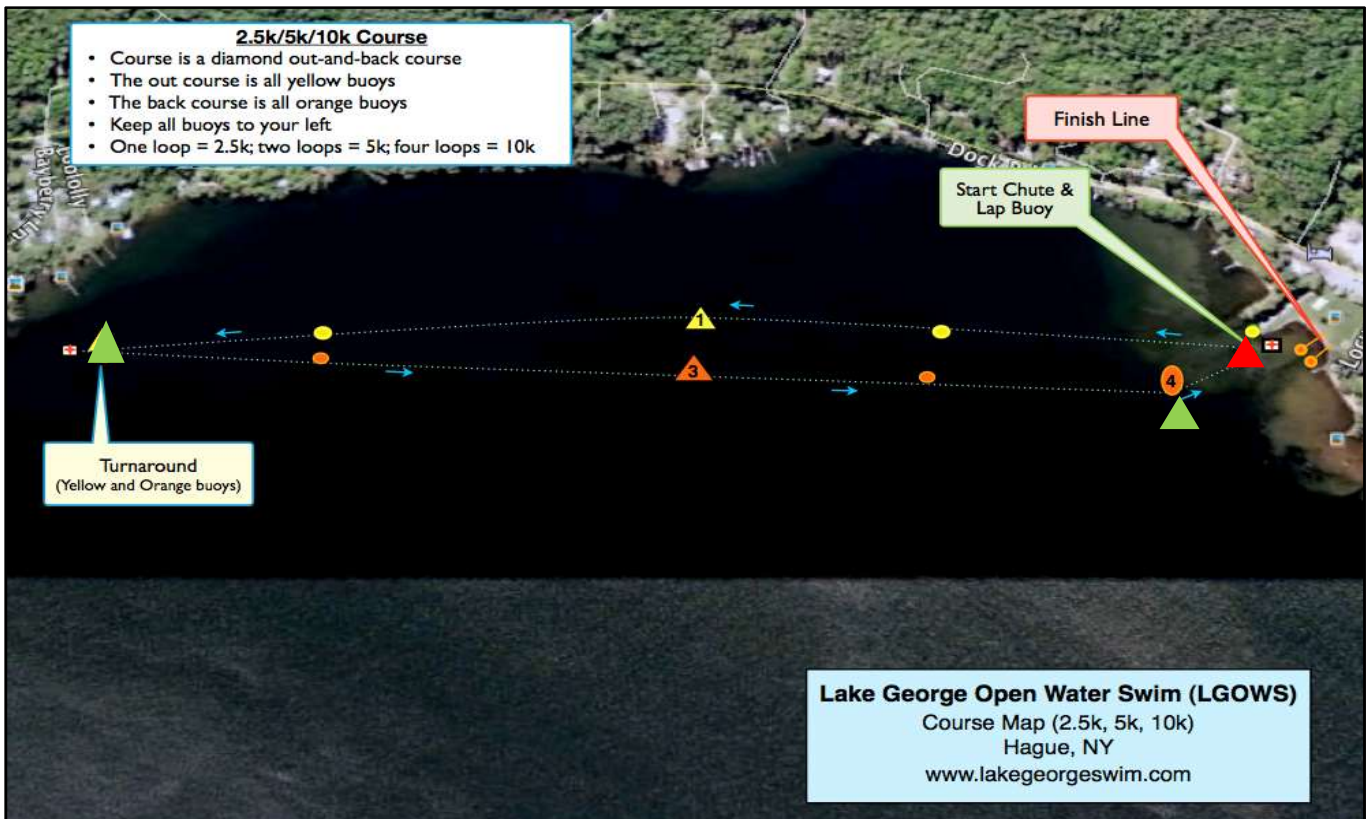 2.5k/5k/10k Course
• Course is a diamond out-and-back course
• The out course is all yellow buoys
• The back course is all orange buoys
• Keep all buoys to your left
• One loop = 2.5k; two loops = 5k; four loops = 10k
Finish Line
Start Chute &
Lap Buoy
Bayberry Ln
1
3
4
Turnaround
(Yellow and Orange buoys)
Lake George Open Water Swim (LGOWS)
Course Map (2.5k, 5k, 10k)
Hague, NY
www.lakegeorgeswim.com